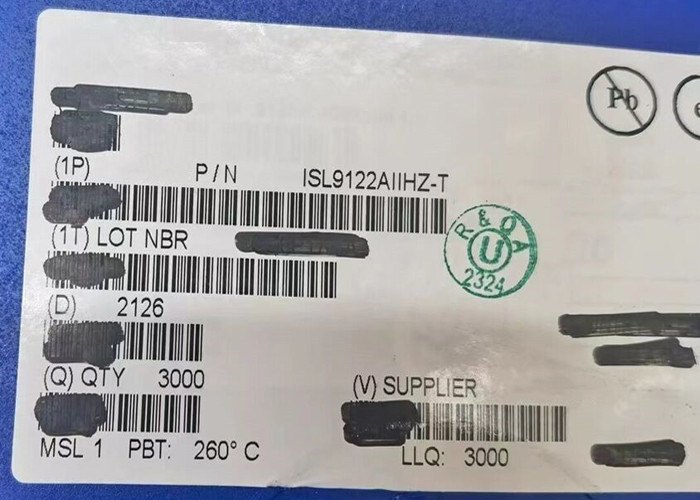 Pb
e
(1P) P/N ISL9122AIIHZ-T
(1T) LOT NBR
R & Q A
U
2324
(D) 2126
(Q) QTY 3000
(V) SUPPLIER
MSL 1 PBT: 260° C
LLQ: 3000